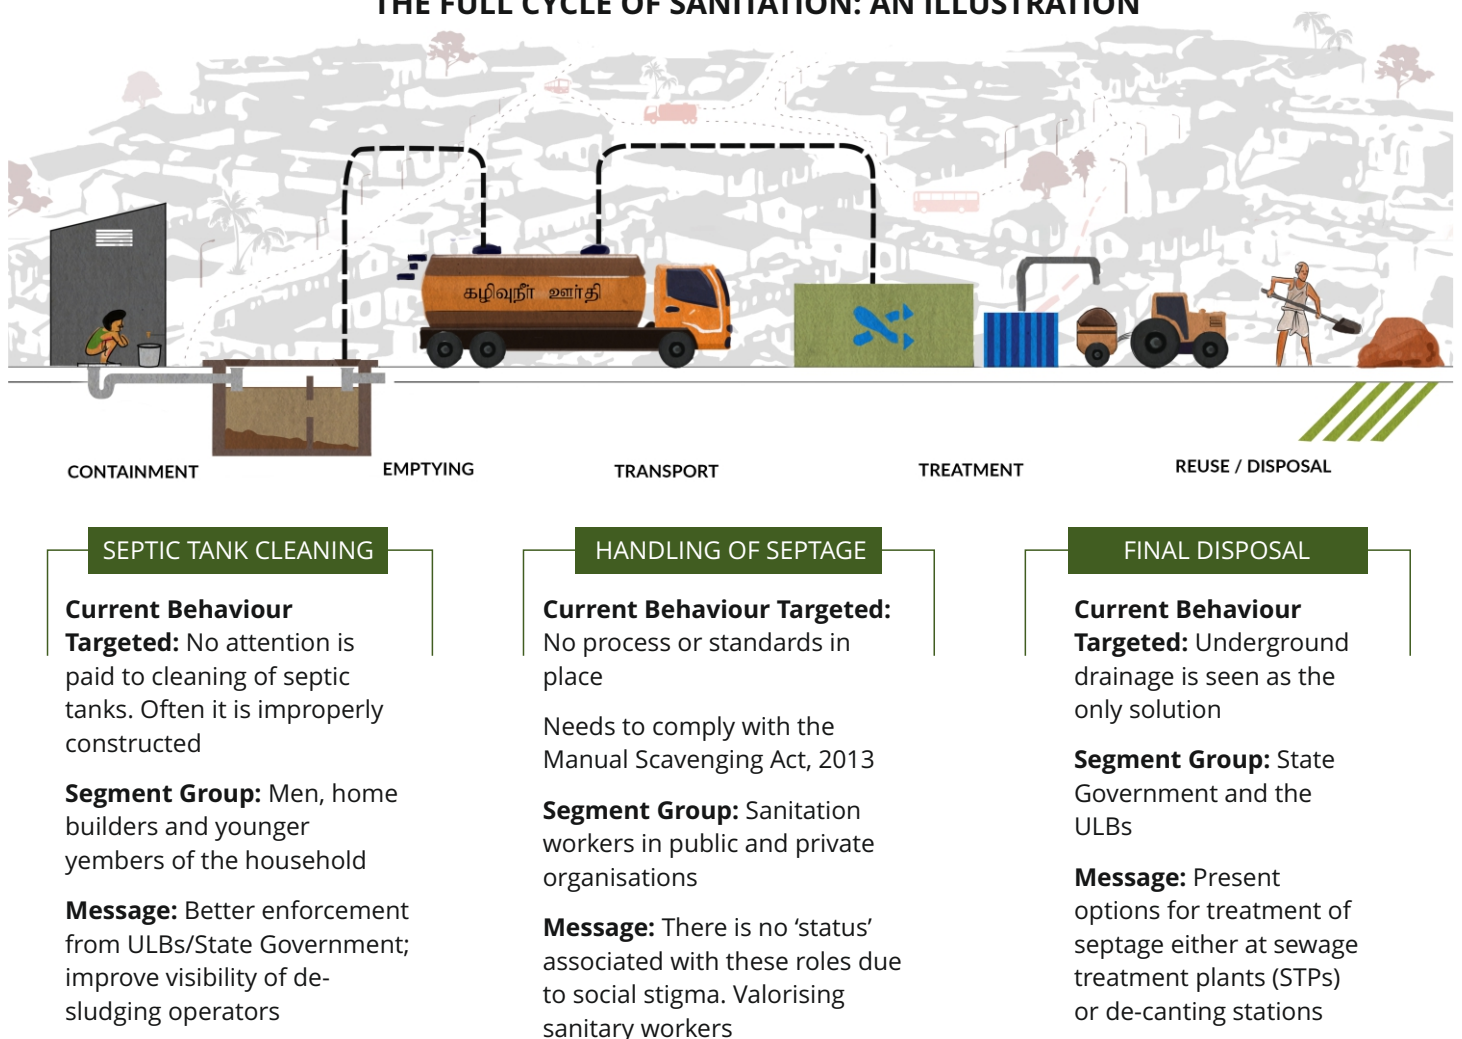 THE FULL CYCLE OF SANITATION: AN ILLUSTRATION
கழிவுநீர் ஊர்தி
CONTAINMENT
EMPTYING
TRANSPORT
TREATMENT
REUSE / DISPOSAL
SEPTIC TANK CLEANING
Current Behaviour
Targeted: No attention is
paid to cleaning of septic
tanks. Often it is improperly
constructed
Segment Group: Men, home
builders and younger
yembers of the household
Message: Better enforcement
from ULBs/State Government;
improve visibility of de-
sludging operators
HANDLING OF SEPTAGE
Current Behaviour Targeted:
No process or standards in
place
Needs to comply with the
Manual Scavenging Act, 2013
Segment Group: Sanitation
workers in public and private
organisations
Message: There is no ‘status’
associated with these roles due
to social stigma. Valorising
sanitary workers
FINAL DISPOSAL
Current Behaviour
Targeted: Underground
drainage is seen as the
only solution
Segment Group: State
Government and the
ULBs
Message: Present
options for treatment of
septage either at sewage
treatment plants (STPs)
or de-canting stations